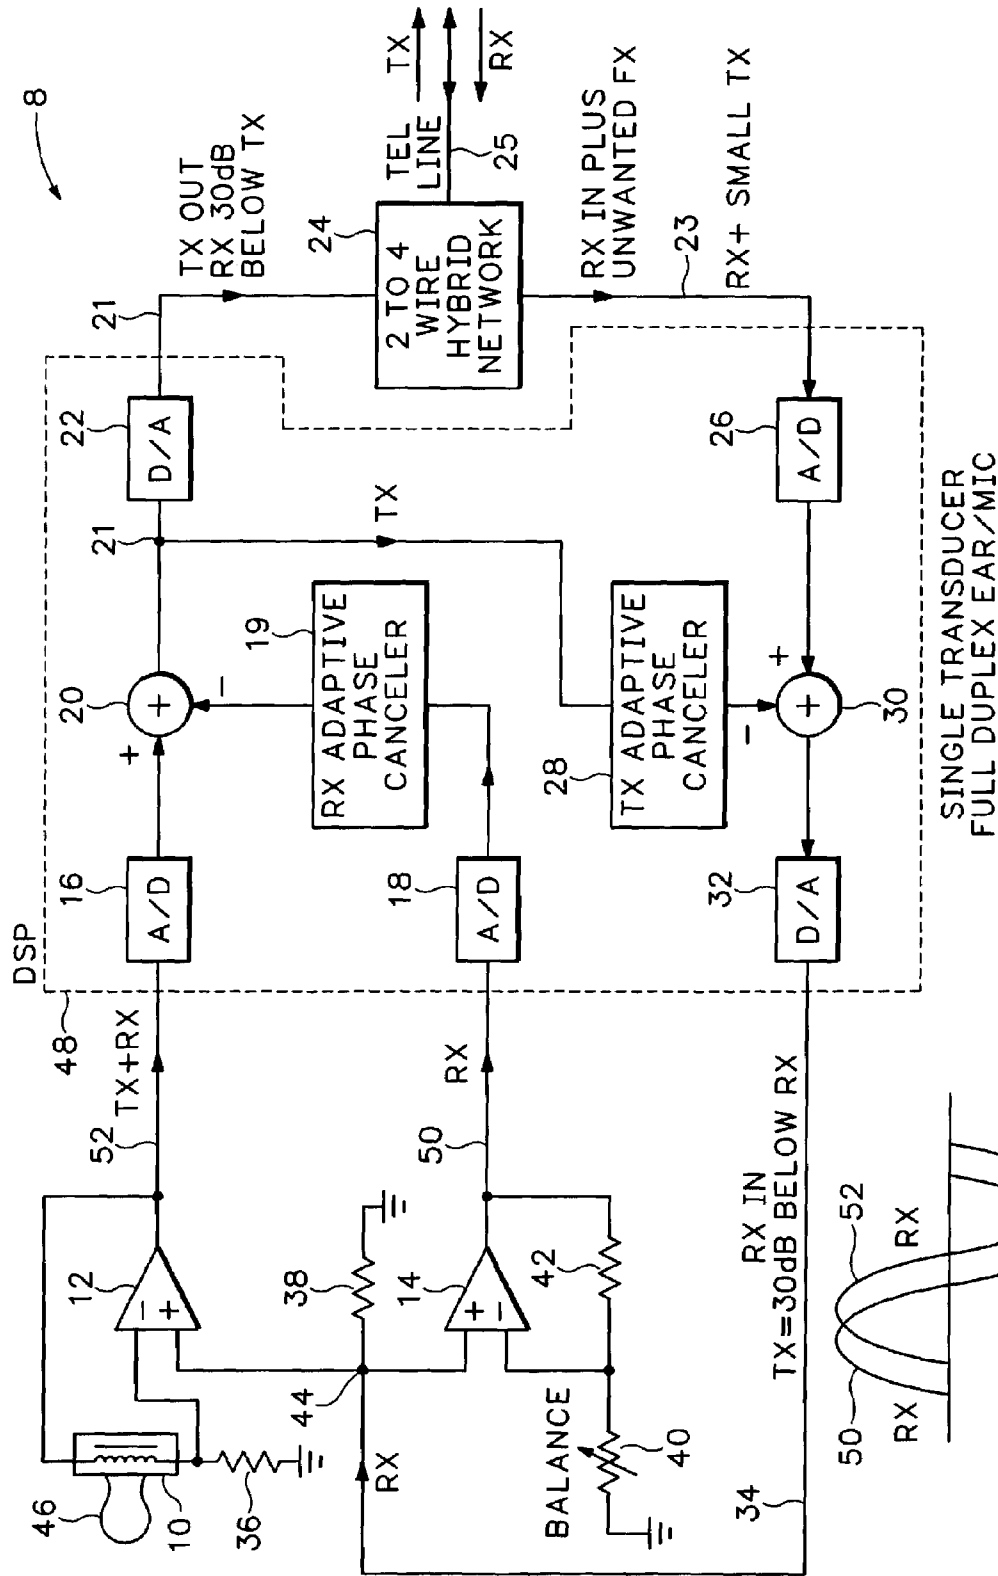 8
TX OUT
RX 30dB
BELOW TX
TX
TEL
LINE
RX
25
24
2 TO 4
WIRE
HYBRID
NETWORK
RX IN PLUS
UNWANTED FX
RX+ SMALL TX
23
21
DSP
48
52
TX+RX
16
A/D
20
+
+
−
21
22
D/A
TX
19
RX ADAPTIVE
PHASE
CANCELER
18
A/D
50
RX
28
TX ADAPTIVE
PHASE
CANCELER
−
+
+
30
26
A/D
32
D/A
46
10
36
12
−
+
38
44
RX
14
+
−
42
BALANCE
40
34
RX IN
TX=30dB BELOW RX
50
RX
52
RX
SINGLE TRANSDUCER
FULL DUPLEX EAR/MIC